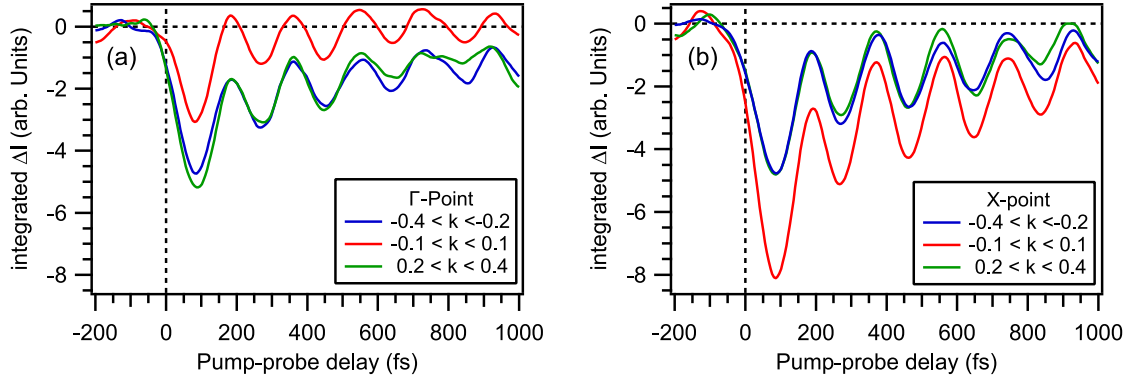 (a)
integrated ΔI (arb. Units)
0
-2
-4
-6
-8
Γ-Point
-0.4 < k <-0.2
-0.1 < k < 0.1
0.2 < k < 0.4
-200 0 200 400 600 800 1000
Pump-probe delay (fs)
(b)
integrated ΔI (arb. Units)
0
-2
-4
-6
-8
X-point
-0.4 < k <-0.2
-0.1 < k < 0.1
0.2 < k < 0.4
-200 0 200 400 600 800 1000
Pump-probe delay (fs)